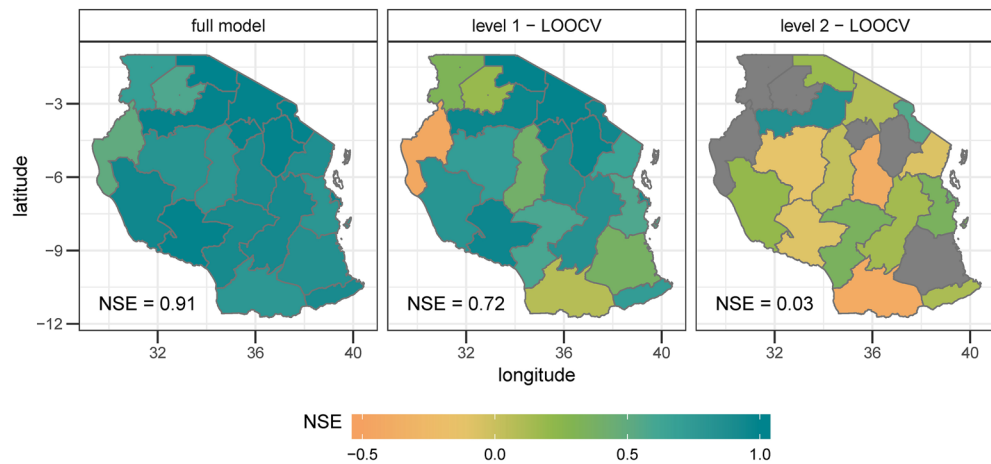 full model
level 1 – LOOCV
level 2 – LOOCV
latitude
−3
−6
−9
−12
NSE = 0.91
NSE = 0.72
NSE = 0.03
32
36
40
32
36
40
32
36
40
longitude
NSE
−0.5
0.0
0.5
1.0